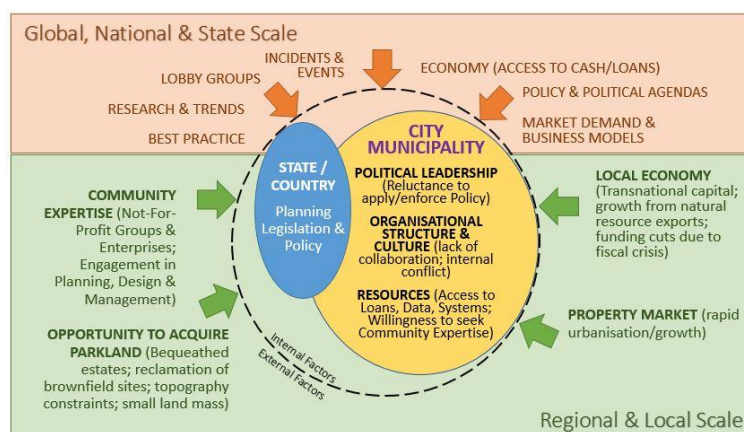 Global, National & State Scale
INCIDENTS &
EVENTS
LOBBY GROUPS
RESEARCH & TRENDS
BEST PRACTICE
ECONOMY (ACCESS TO CASH/LOANS)
POLICY & POLITICAL AGENDAS
MARKET DEMAND &
BUSINESS MODELS
STATE /
COUNTRY
Planning
Legislation &
Policy
CITY
MUNICIPALITY
POLITICAL LEADERSHIP
(Reluctance to
apply/enforce Policy)
ORGANISATIONAL
STRUCTURE &
CULTURE (lack of
collaboration; internal
conflict)
RESOURCES (Access to
Loans, Data, Systems;
Willingness to seek
Community Expertise)
COMMUNITY
EXPERTISE (Not-For-
Profit Groups &
Enterprises;
Engagement in
Planning, Design &
Management)
OPPORTUNITY TO ACQUIRE
PARKLAND (Bequeathed
estates; reclamation of
brownfield sites; topography
constraints; small land mass)
Internal Factors
External Factors
LOCAL ECONOMY
(Transnational capital;
growth from natural
resource exports;
funding cuts due to
fiscal crisis)
PROPERTY MARKET (rapid
urbanisation/growth)
Regional & Local Scale